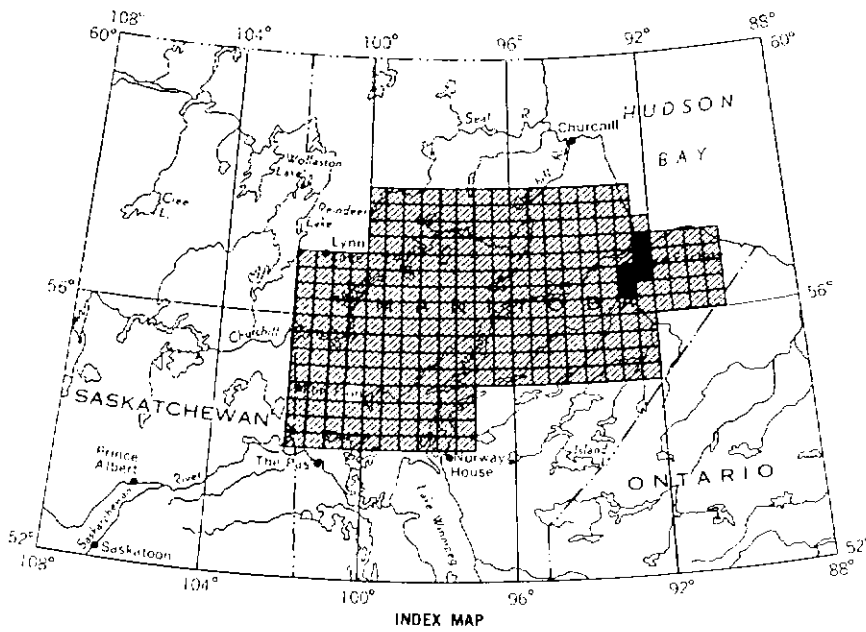 108°
104°
100°
96°
92°
88°
60°
60°
HUDSON
BAY
Seal R
Churchill
Wollaston
Lake
Cree
L.
Reindeer
Lake
Lynn
56°
56°
Churchill
SASKATCHEWAN
Prince
Albert
River
The Pas
Norway
House
Island
ONTARIO
Saskatchewan
Saskatoon
Lake Winnipeg
52°
52°
108°
104°
100°
96°
92°
88°
INDEX MAP